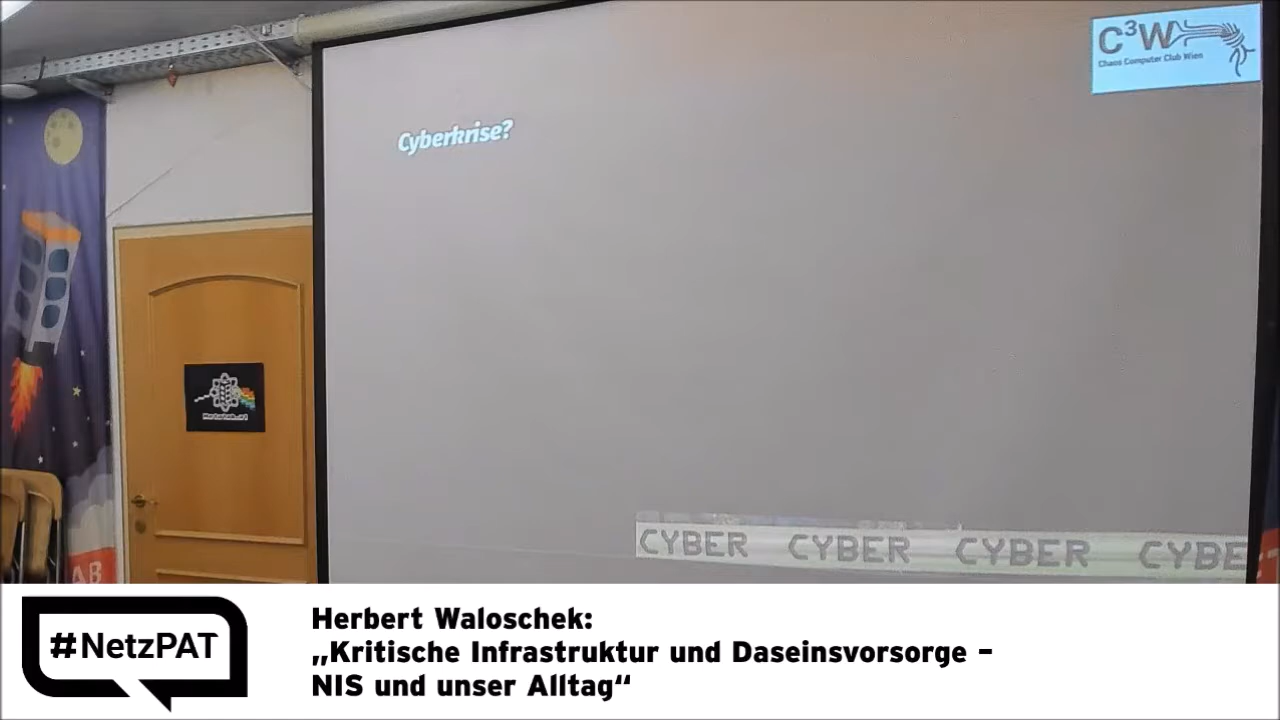 C³W
Chaos Computer Club Wien
Cyberkrise?
CYBER CYBER CYBER CYBE
AB
#NetzPAT
Herbert Waloschek:
„Kritische Infrastruktur und Daseinsvorsorge –
NIS und unser Alltag“